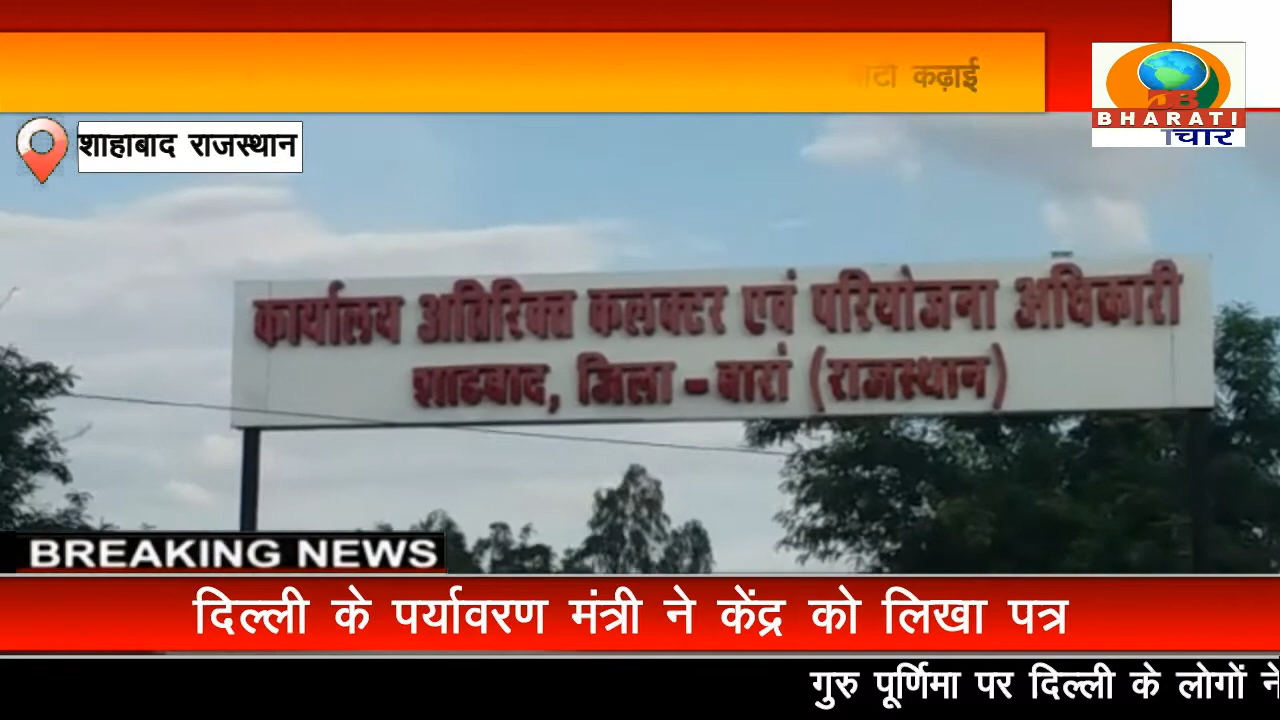 कढ़ाई
BHARATI
शाहाबाद राजस्थान
कार्यालय अतिरिक्त कलक्टर एवं परियोजना अधिकारी
शाहबाद, जिला - बारां (राजस्थान)
BREAKING NEWS
दिल्ली के पर्यावरण मंत्री ने केंद्र को लिखा पत्र
गुरु पूर्णिमा पर दिल्ली के लोगों ने